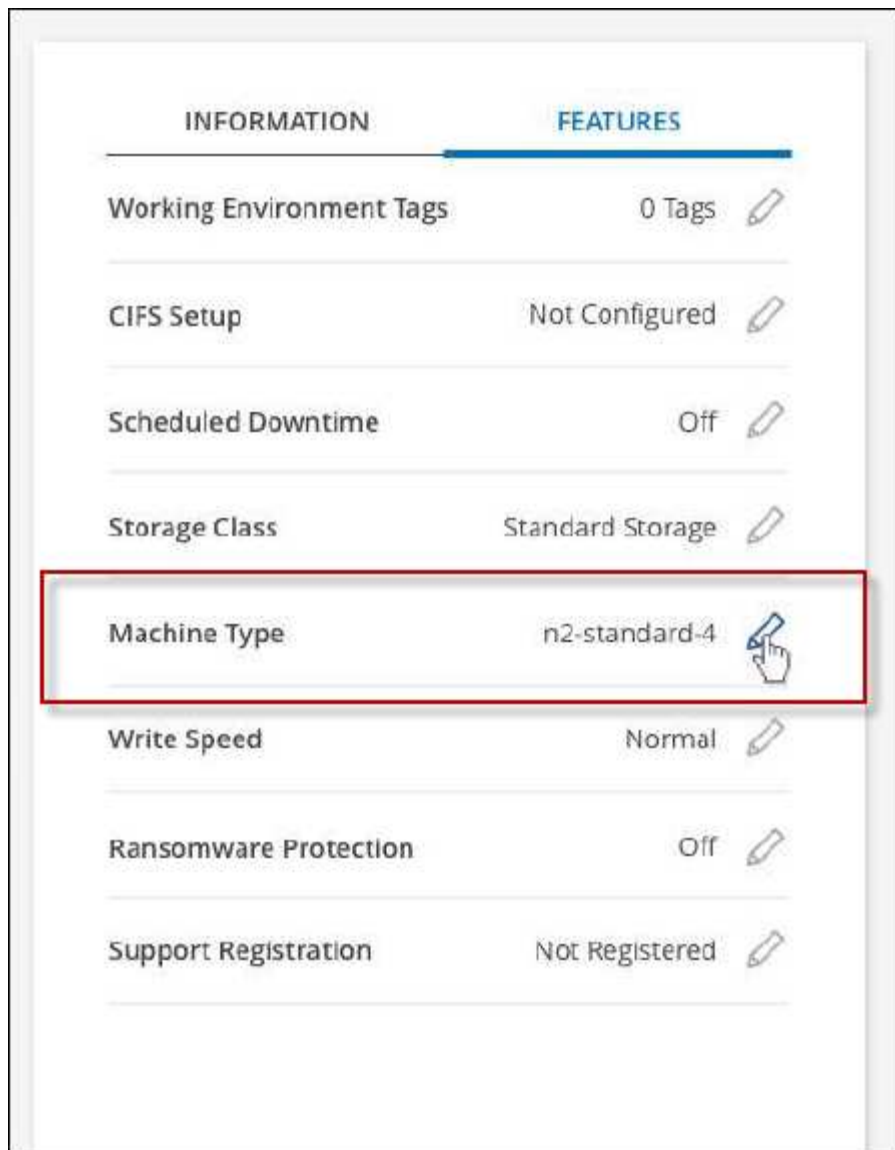 INFORMATION FEATURES
Working Environment Tags 0 Tags
CIFS Setup Not Configured
Scheduled Downtime Off
Storage Class Standard Storage
Machine Type n2-standard-4
Write Speed Normal
Ransomware Protection Off
Support Registration Not Registered